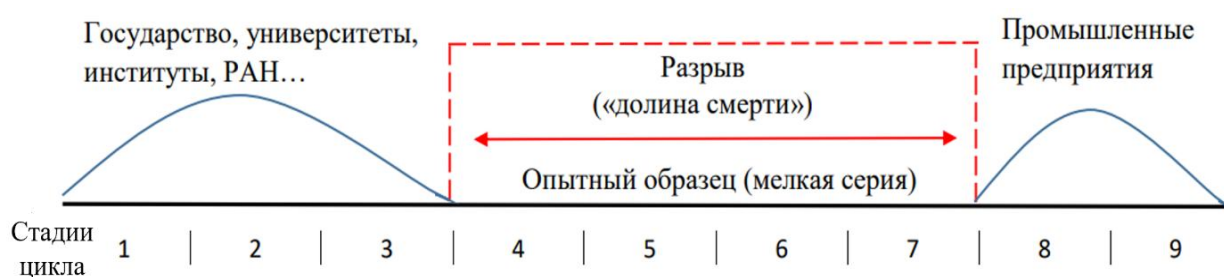 Государство, университеты,
институты, РАН…
Разрыв
(«долина смерти»)
Опытный образец (мелкая серия)
Промышленные
предприятия
Стадии
цикла
1 | 2 | 3 | 4 | 5 | 6 | 7 | 8 | 9